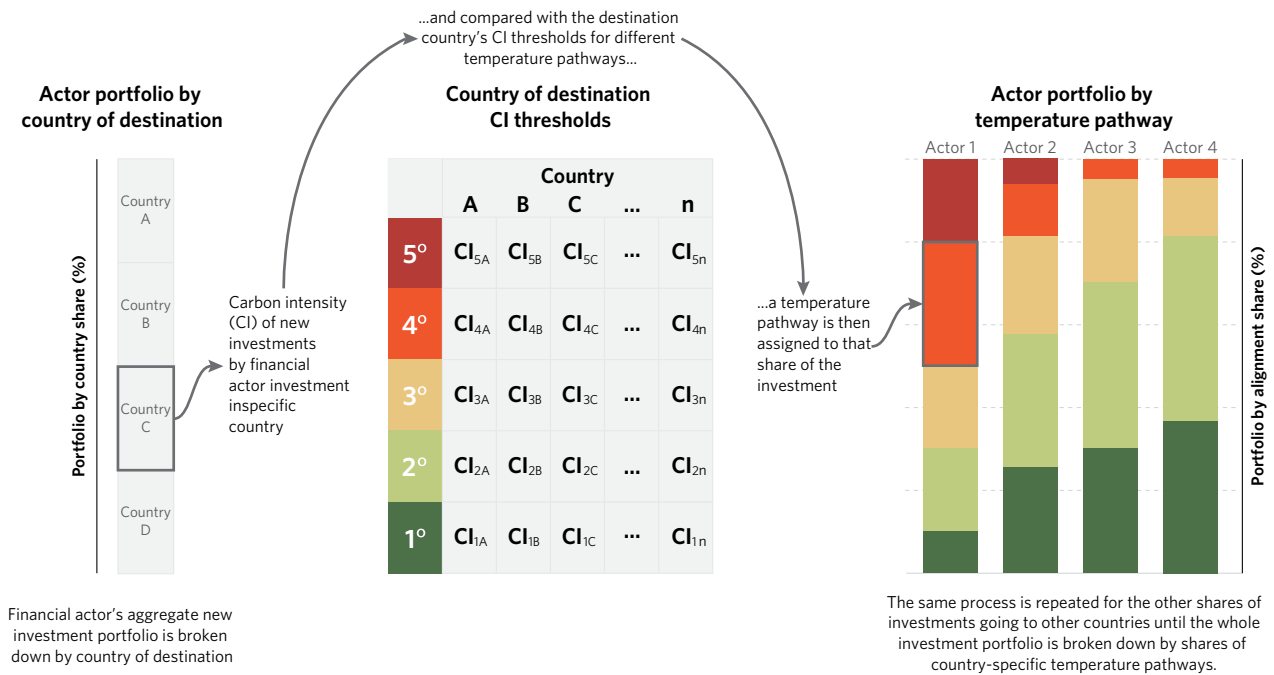 ...and compared with the destination
country's CI thresholds for different
temperature pathways...
Actor portfolio by
country of destination
Portfolio by country share (%)
Country
A
Country
B
Country
C
Country
D
Financial actor's aggregate new
investment portfolio is broken
down by country of destination
Carbon intensity
(CI) of new
investments
by financial
actor investment
inspecific
country
Country of destination
CI thresholds
Country
A B C ... n
5° CI5A CI5B CI5C ... CI5n
4° CI4A CI4B CI4C ... CI4n
3° CI3A CI3B CI3C ... CI3n
2° CI2A CI2B CI2C ... CI2n
1° CI1A CI1B CI1C ... CI1n
...a temperature
pathway is then
assigned to that
share of the
investment
Actor portfolio by
temperature pathway
Actor 1 Actor 2 Actor 3 Actor 4
Portfolio by alignment share (%)
The same process is repeated for the other shares of
investments going to other countries until the whole
investment portfolio is broken down by shares of
country-specific temperature pathways.